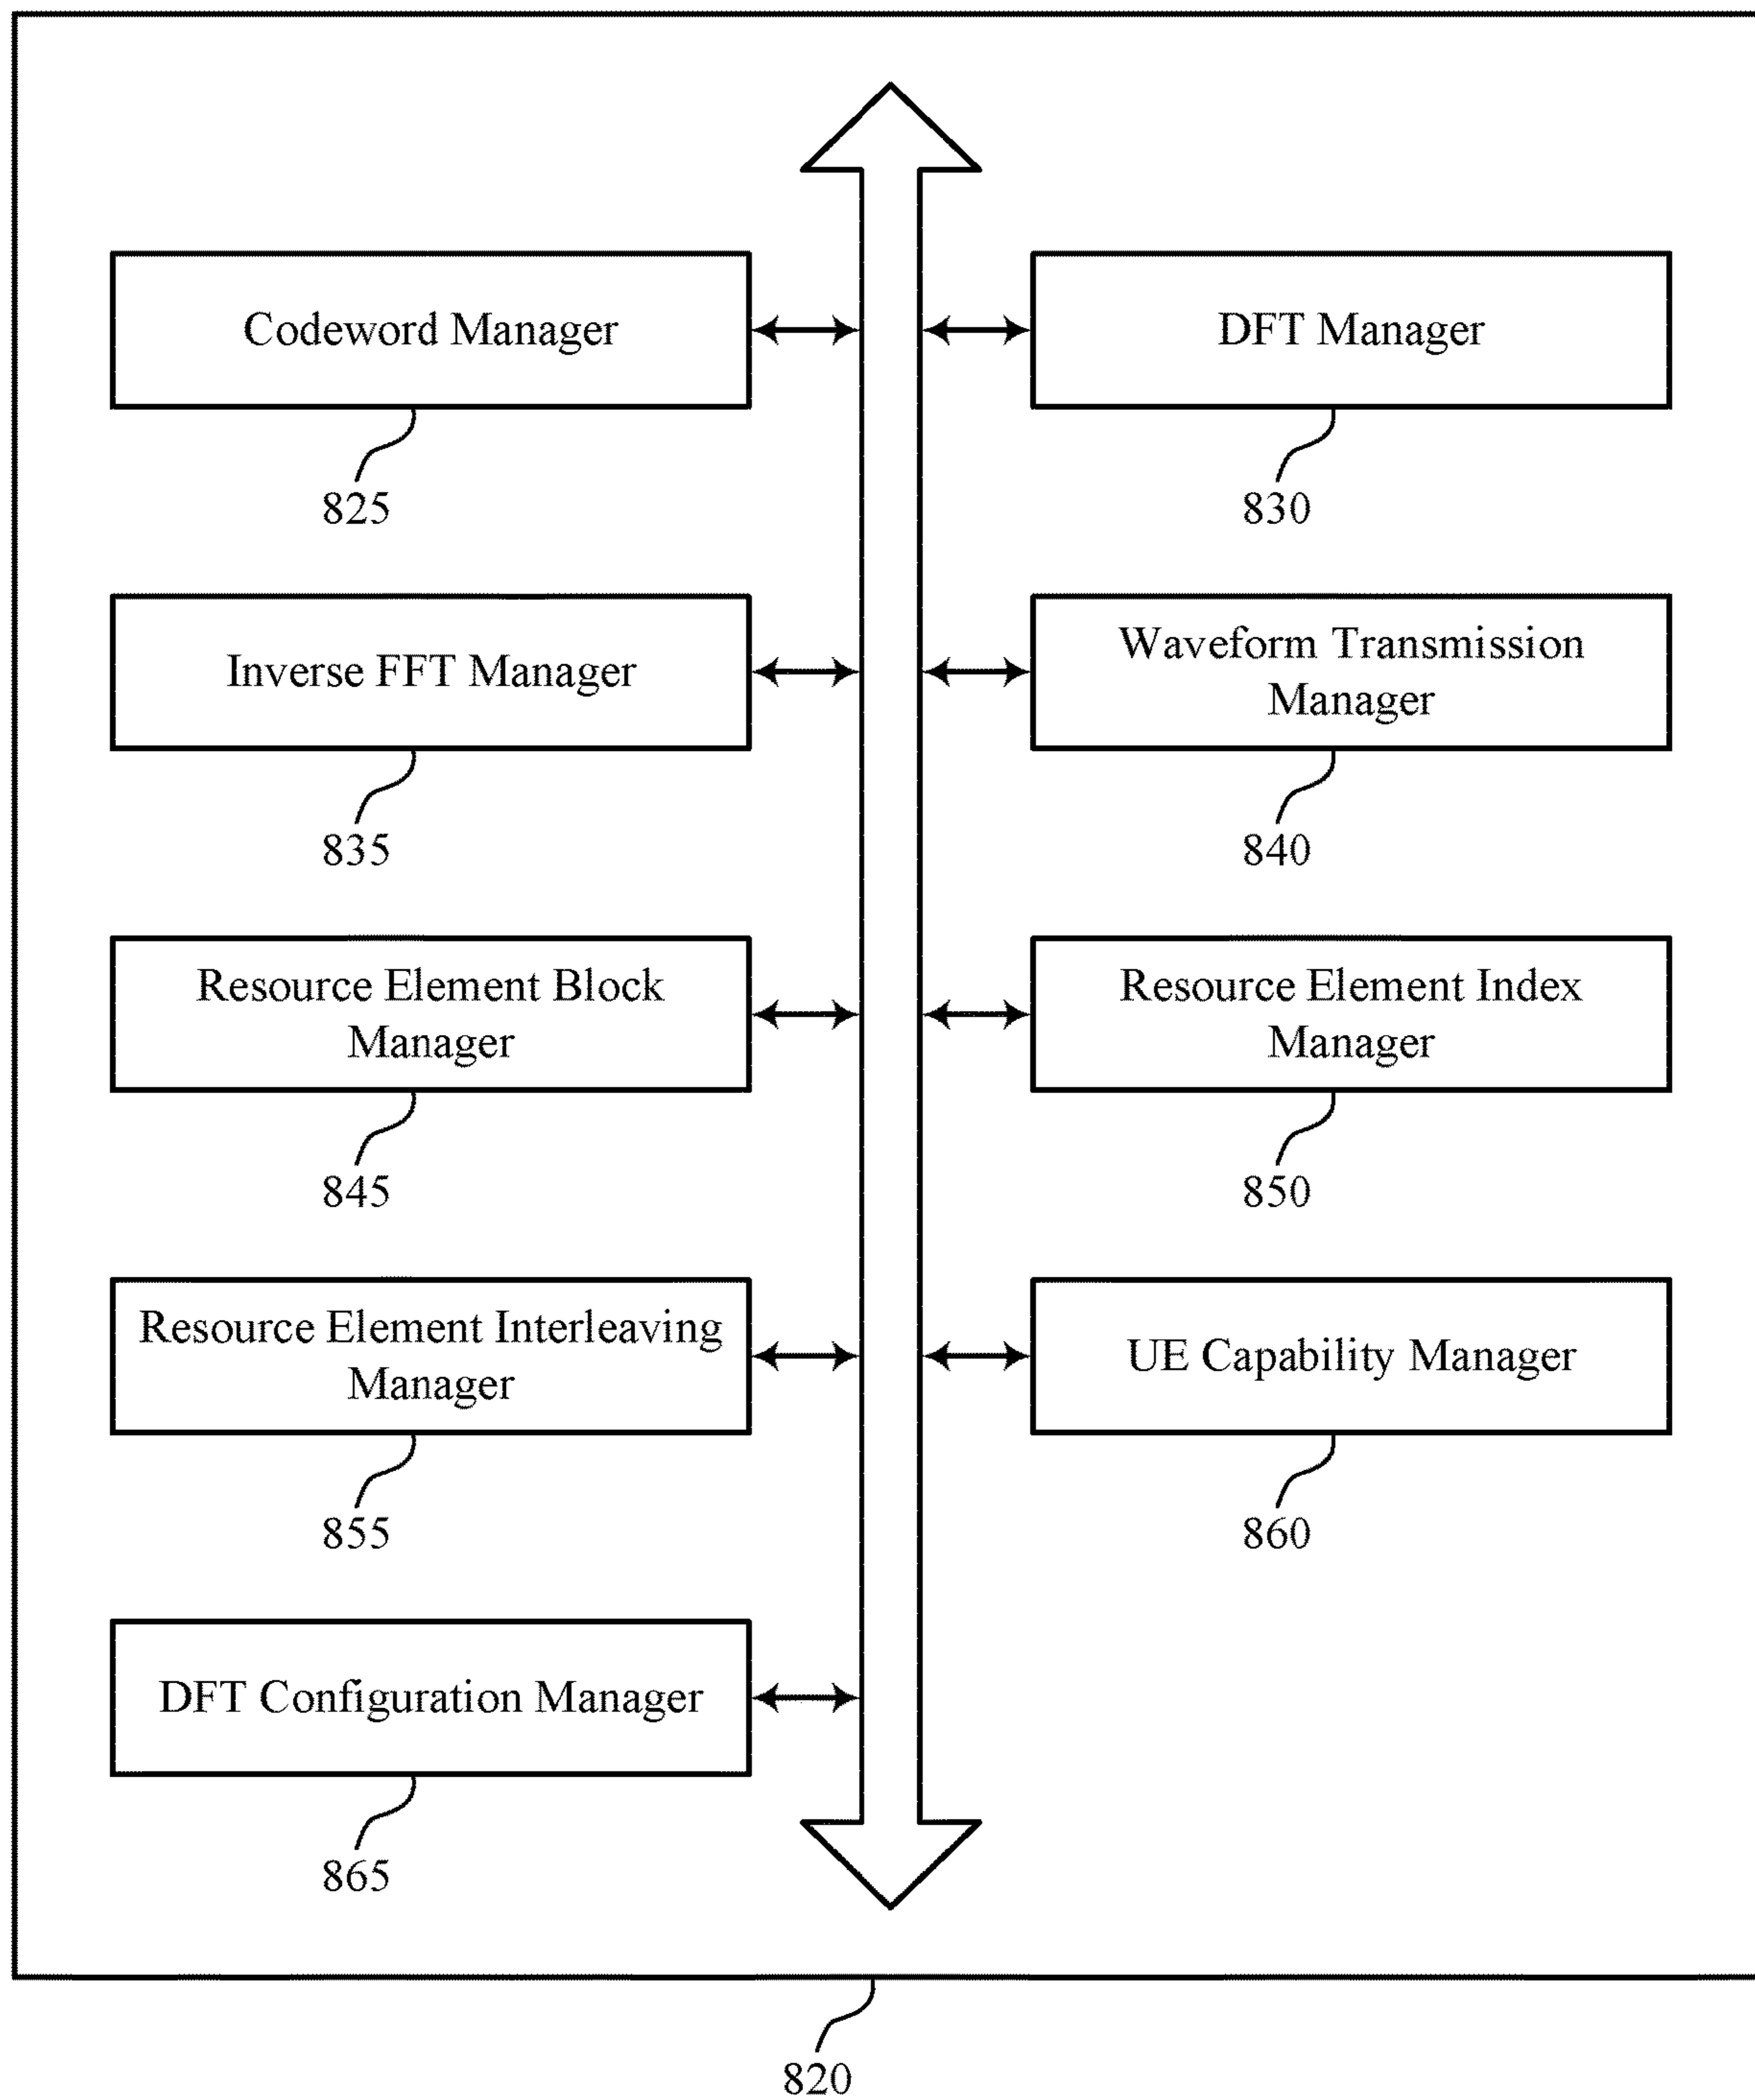 Codeword Manager
825
DFT Manager
830
Inverse FFT Manager
835
Waveform Transmission
Manager
840
Resource Element Block
Manager
845
Resource Element Index
Manager
850
Resource Element Interleaving
Manager
855
UE Capability Manager
860
DFT Configuration Manager
865
820